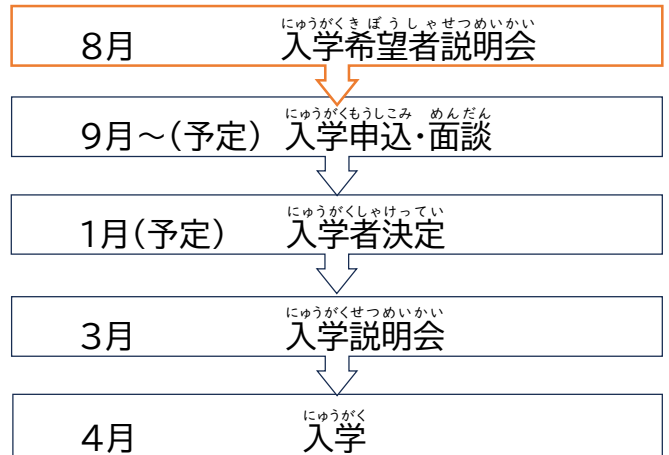 にゅうがくきぼうしゃせつめいかい
8月 入学希望者説明会
にゅうがくもうしこみ めんだん
9月～(予定) 入学申込・面談
にゅうがくしゃけってい
1月(予定) 入学者決定
にゅうがくせつめいかい
3月 入学説明会
にゅうがく
4月 入学